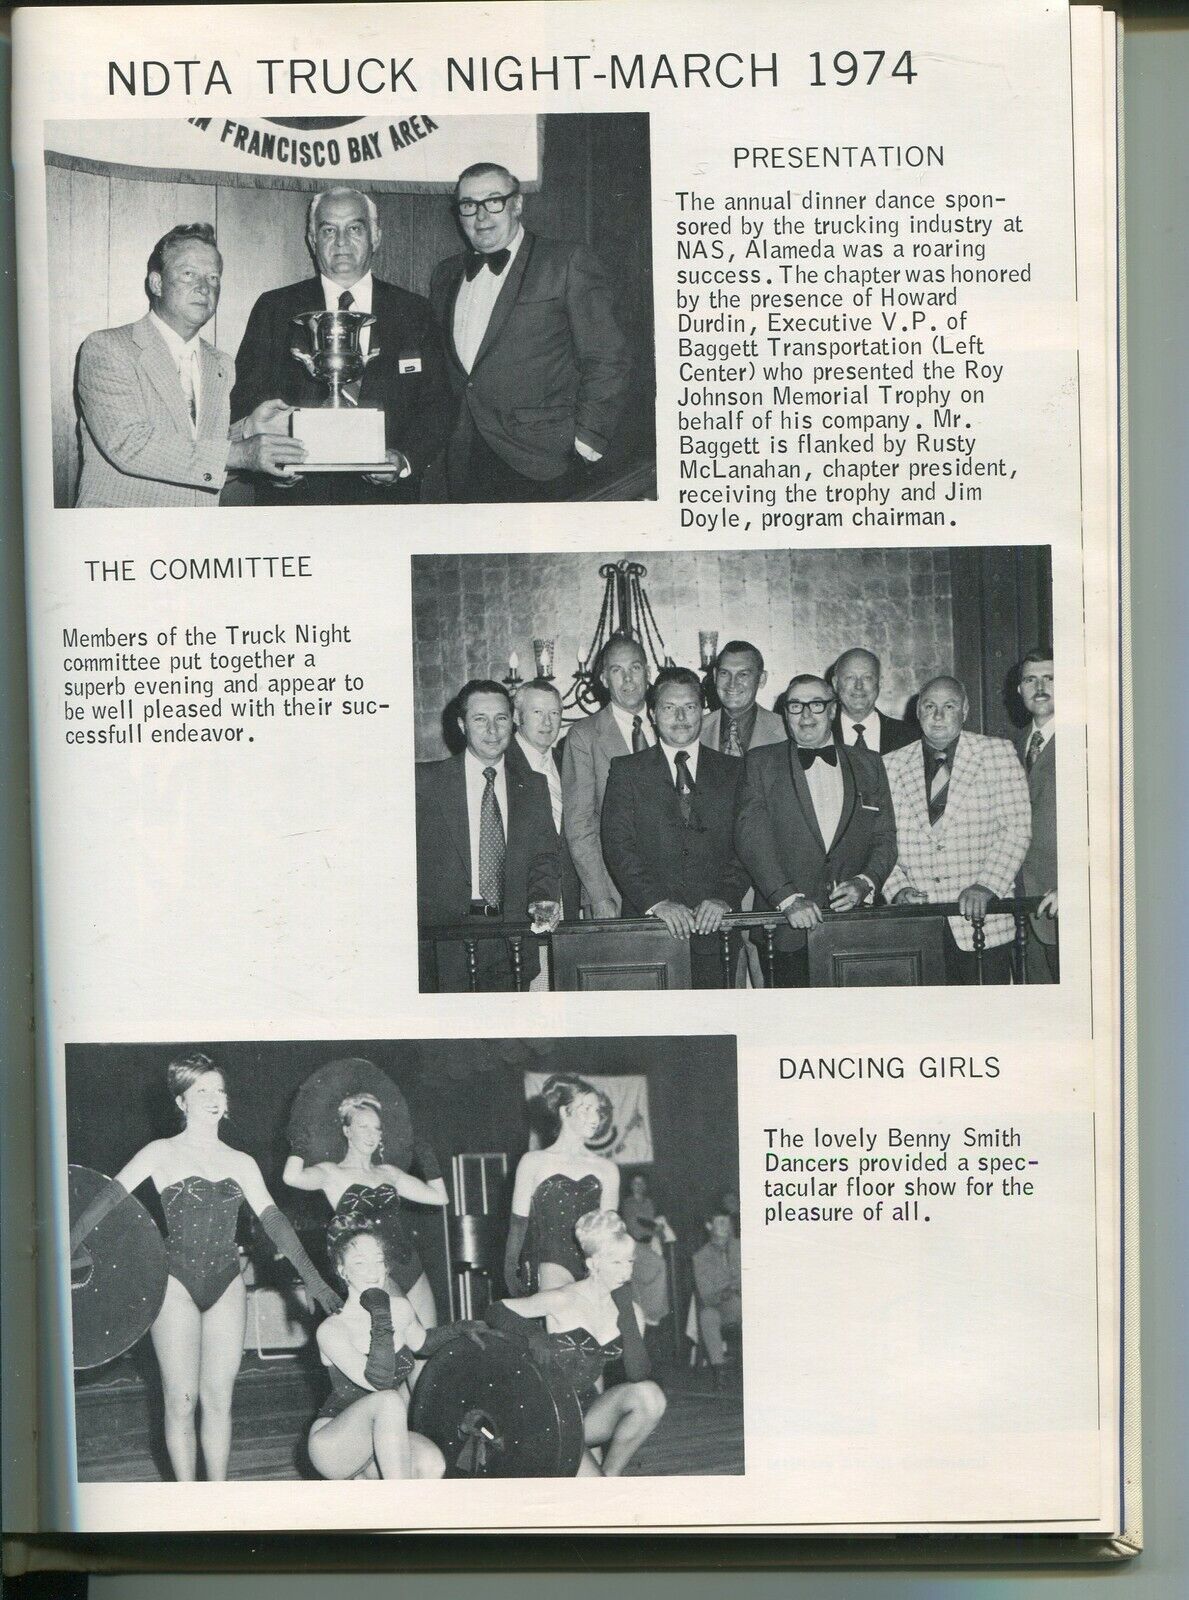 NDTA TRUCK NIGHT-MARCH 1974
FRANCISCO BAY AREA
PRESENTATION
The annual dinner dance spon-
sored by the trucking industry at
NAS, Alameda was a roaring
success. The chapter was honored
by the presence of Howard
Durdin, Executive V.P. of
Baggett Transportation (Left
Center) who presented the Roy
Johnson Memorial Trophy on
behalf of his company. Mr.
Baggett is flanked by Rusty
McLanahan, chapter president,
receiving the trophy and Jim
Doyle, program chairman.
THE COMMITTEE
Members of the Truck Night
committee put together a
superb evening and appear to
be well pleased with their suc-
cessfull endeavor.
DANCING GIRLS
The lovely Benny Smith
Dancers provided a spec-
tacular floor show for the
pleasure of all.